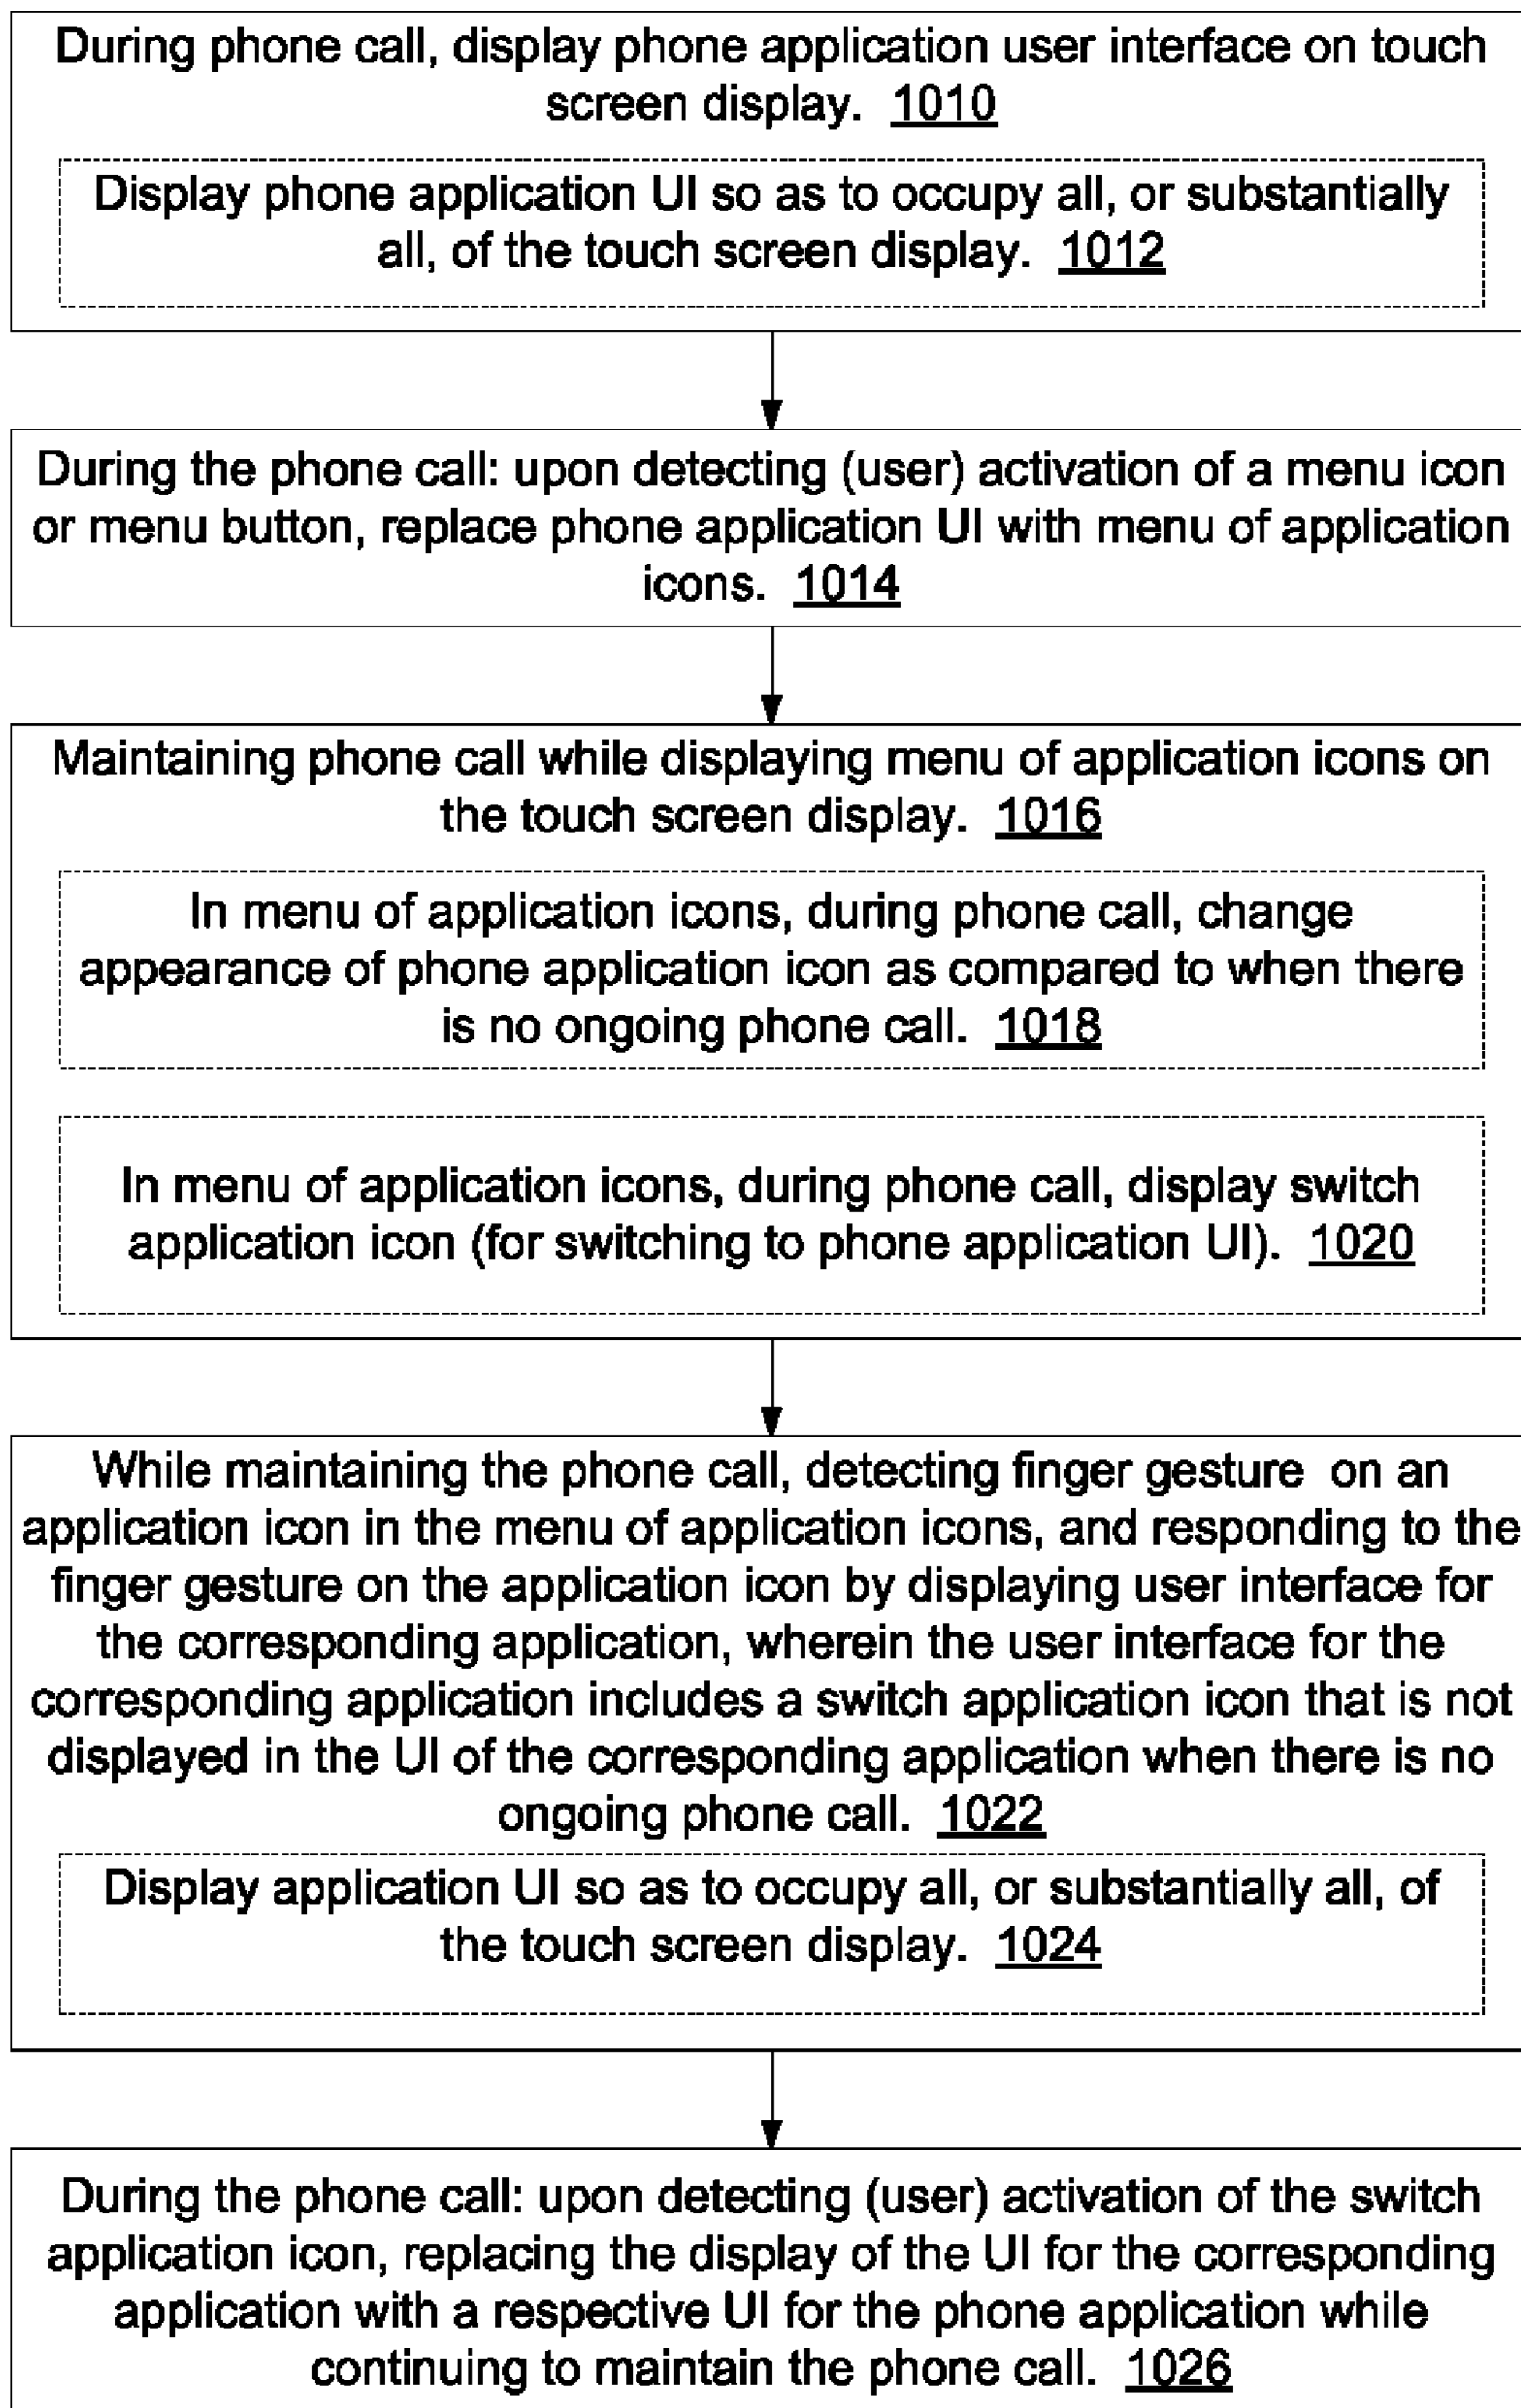 During phone call, display phone application user interface on touch
screen display. 1010
Display phone application UI so as to occupy all, or substantially
all, of the touch screen display. 1012
During the phone call: upon detecting (user) activation of a menu icon
or menu button, replace phone application UI with menu of application
icons. 1014
Maintaining phone call while displaying menu of application icons on
the touch screen display. 1016
In menu of application icons, during phone call, change
appearance of phone application icon as compared to when there
is no ongoing phone call. 1018
In menu of application icons, during phone call, display switch
application icon (for switching to phone application UI). 1020
While maintaining the phone call, detecting finger gesture on an
application icon in the menu of application icons, and responding to the
finger gesture on the application icon by displaying user interface for
the corresponding application, wherein the user interface for the
corresponding application includes a switch application icon that is not
displayed in the UI of the corresponding application when there is no
ongoing phone call. 1022
Display application UI so as to occupy all, or substantially all, of
the touch screen display. 1024
During the phone call: upon detecting (user) activation of the switch
application icon, replacing the display of the UI for the corresponding
application with a respective UI for the phone application while
continuing to maintain the phone call. 1026